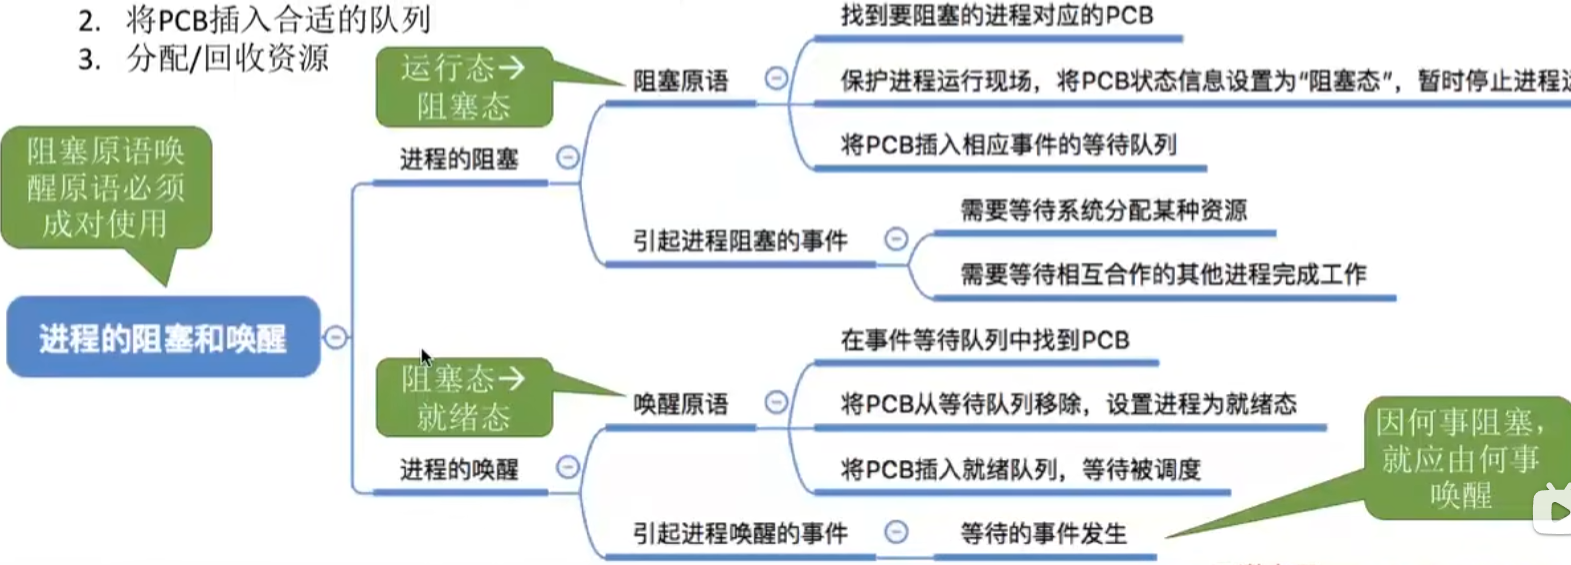 2. 将PCB插入合适的队列
3. 分配/回收资源
找到要阻塞的进程对应的PCB
运行态→
阻塞态
阻塞原语
保护进程运行现场，将PCB状态信息设置为“阻塞态”，暂时停止进程运
将PCB插入相应事件的等待队列
进程的阻塞
阻塞原语唤
醒原语必须
成对使用
需要等待系统分配某种资源
引起进程阻塞的事件
需要等待相互合作的其他进程完成工作
进程的阻塞和唤醒
在事件等待队列中找到PCB
阻塞态→
就绪态
唤醒原语
将PCB从等待队列移除，设置进程为就绪态
将PCB插入就绪队列，等待被调度
进程的唤醒
因何事阻塞，
就应由何事
唤醒
引起进程唤醒的事件
等待的事件发生